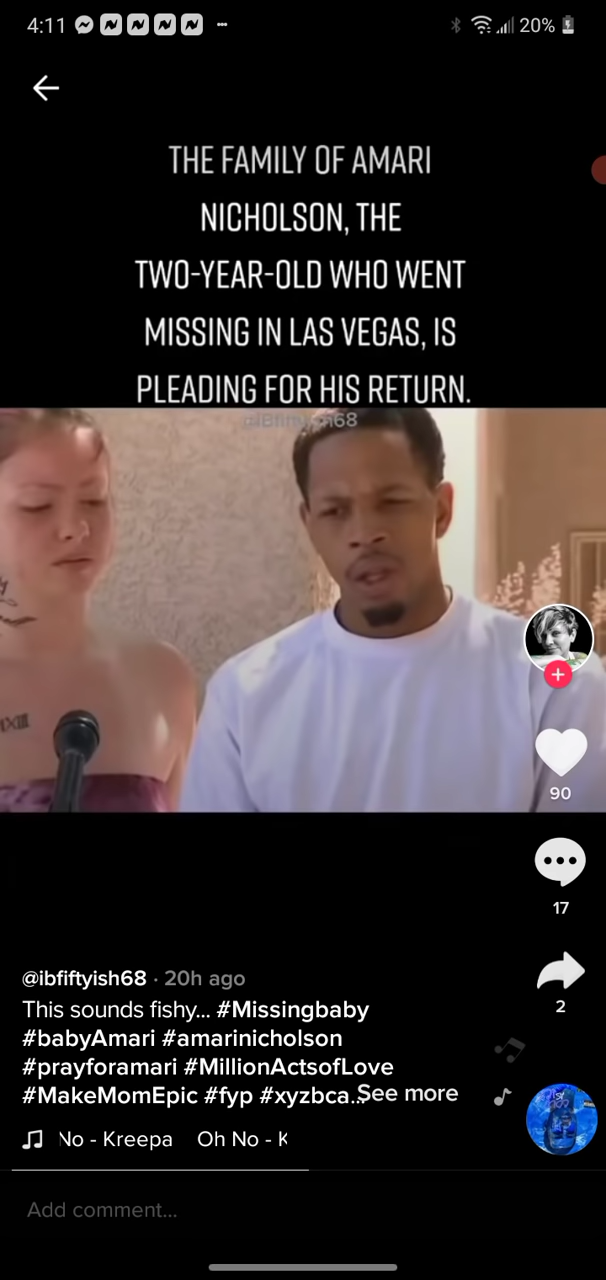 4:11
20%
THE FAMILY OF AMARI
NICHOLSON, THE
TWO-YEAR-OLD WHO WENT
MISSING IN LAS VEGAS, IS
PLEADING FOR HIS RETURN.
XIII
90
17
2
@ibfiftyish68 · 20h ago
This sounds fishy... #Missingbaby
#babyAmari #amarinicholson
#prayforamari #MillionActsofLove
#MakeMomEpic #fyp #xyzbca... See more
No - Kreepa Oh No - K
Add comment...